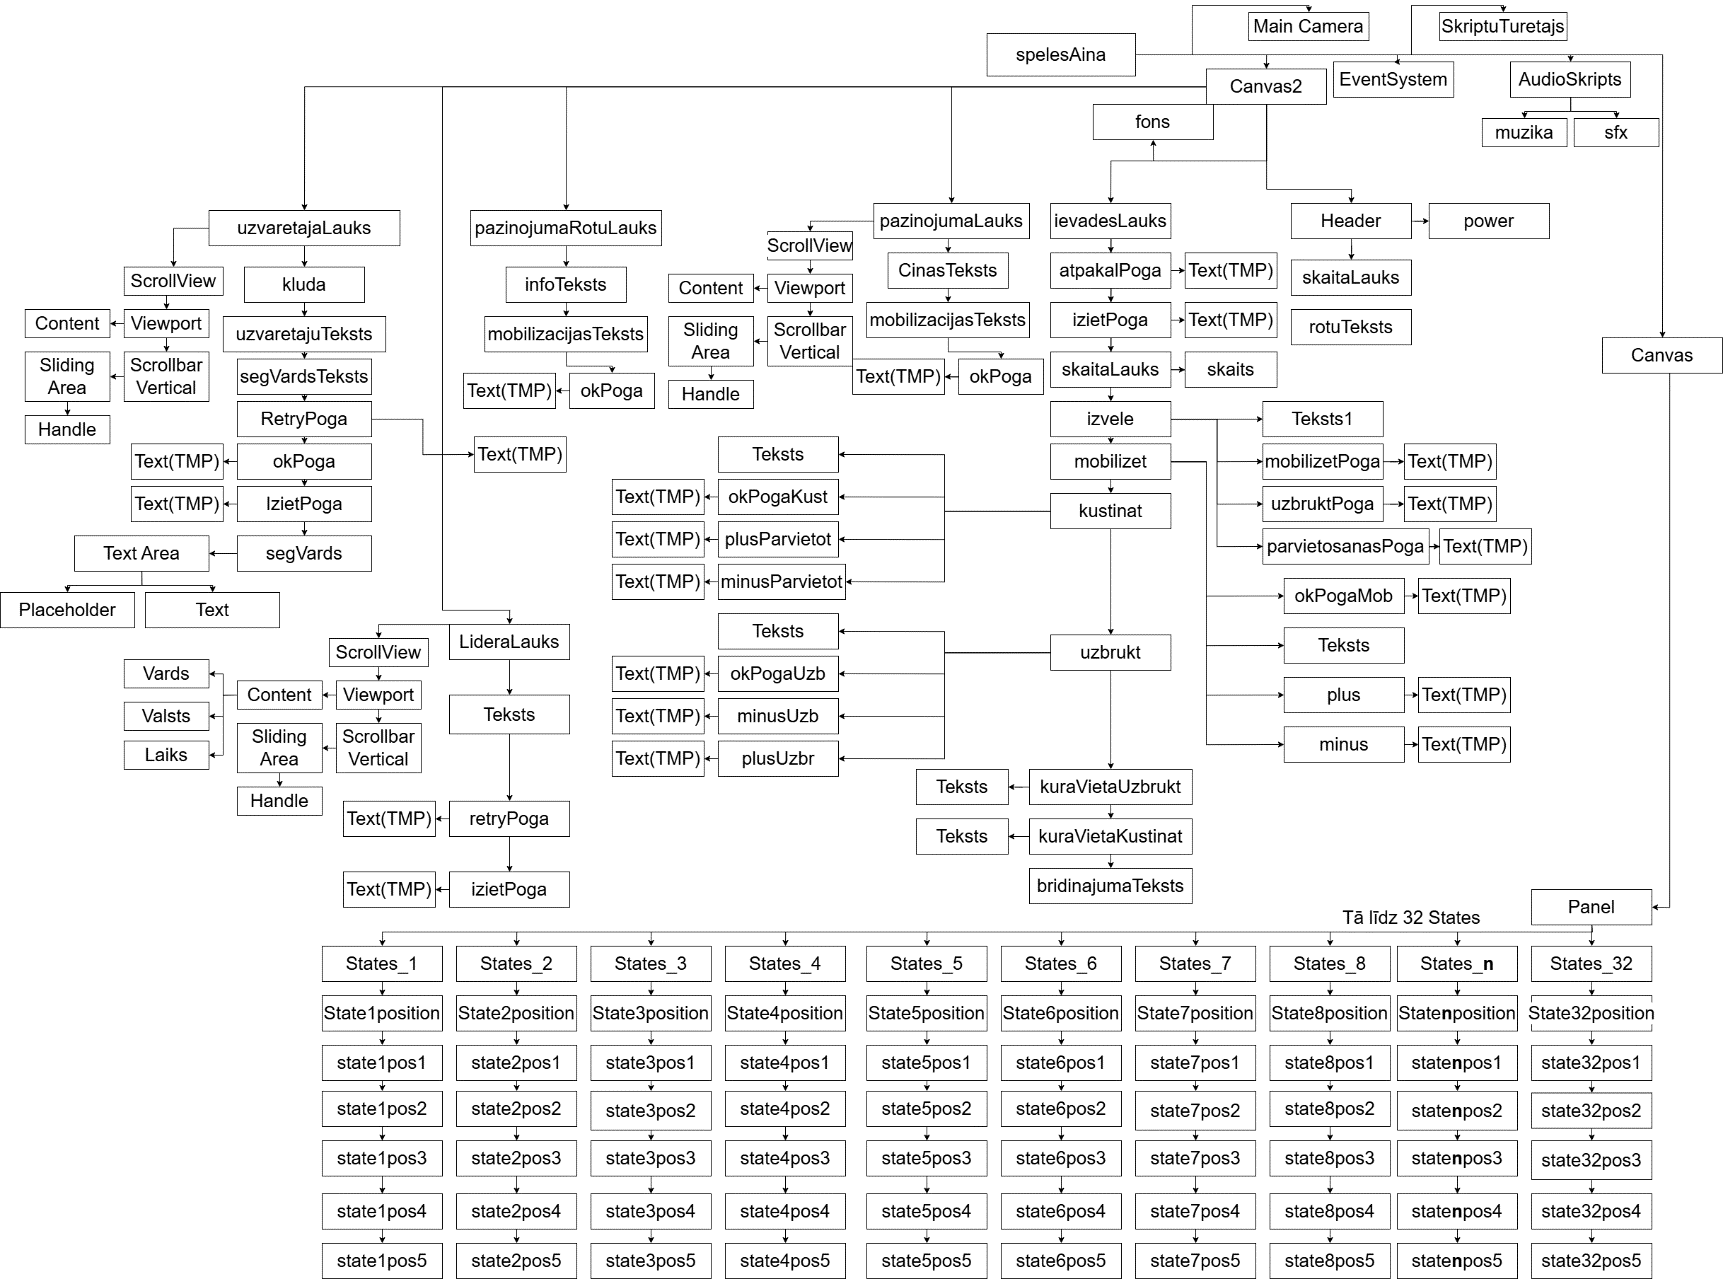 Main Camera
SkriptuTuretajs
spelesAina
Canvas2
EventSystem
AudioSkripts
fons
muzika
sfx
uzvaretajaLauks
pazinojumaRotuLauks
pazinojumaLauks
ievadesLauks
Header
power
ScrollView
ScrollView
kluda
infoTeksts
CinasTeksts
atpakalPoga
Text(TMP)
skaitaLauks
Content
Viewport
Content
Viewport
uzvaretajuTeksts
mobilizacijasTeksts
Sliding
Area
Scrollbar
Vertical
mobilizacijasTeksts
izietPoga
Text(TMP)
rotuTeksts
Canvas
Sliding
Area
Scrollbar
Vertical
segVardsTeksts
Text(TMP)
okPoga
Handle
Text(TMP)
okPoga
skaitaLauks
skaits
Handle
RetryPoga
izvele
Teksts1
Text(TMP)
okPoga
Text(TMP)
Teksts
mobilizet
mobilizetPoga
Text(TMP)
Text(TMP)
IzietPoga
Text(TMP)
okPogaKust
kustinat
uzbruktPoga
Text(TMP)
Text Area
segVards
Text(TMP)
plusParvietot
parvietosanasPoga
Text(TMP)
Text(TMP)
minusParvietot
okPogaMob
Text(TMP)
Placeholder
Text
Teksts
Teksts
LideraLauks
ScrollView
uzbrukt
Vards
Content
Viewport
Text(TMP)
okPogaUzb
plus
Text(TMP)
Valsts
Teksts
Text(TMP)
minusUzb
Laiks
Sliding
Area
Scrollbar
Vertical
Text(TMP)
plusUzbr
minus
Text(TMP)
Handle
Teksts
kuraVietaUzbrukt
Text(TMP)
retryPoga
Teksts
kuraVietaKustinat
Text(TMP)
izietPoga
bridinajumaTeksts
Tā līdz 32 States
Panel
States_1
States_2
States_3
States_4
States_5
States_6
States_7
States_8
States_n
States_32
State1position
State2position
State3position
State4position
State5position
State6position
State7position
State8position
Statenposition
State32position
state1pos1
state2pos1
state3pos1
state4pos1
state5pos1
state6pos1
state7pos1
state8pos1
statenpos1
state32pos1
state1pos2
state2pos2
state3pos2
state4pos2
state5pos2
state6pos2
state7pos2
state8pos2
statenpos2
state32pos2
state1pos3
state2pos3
state3pos3
state4pos3
state5pos3
state6pos3
state7pos3
state8pos3
statenpos3
state32pos3
state1pos4
state2pos4
state3pos4
state4pos4
state5pos4
state6pos4
state7pos4
state8pos4
statenpos4
state32pos4
state1pos5
state2pos5
state3pos5
state4pos5
state5pos5
state6pos5
state7pos5
state8pos5
statenpos5
state32pos5